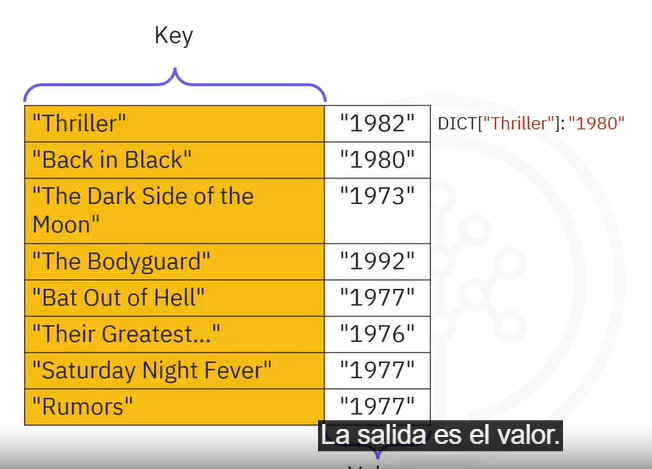 Key
"Thriller" "1982" DICT["Thriller"]: "1980"
"Back in Black" "1980"
"The Dark Side of the "1973"
Moon"
"The Bodyguard" "1992"
"Bat Out of Hell" "1977"
"Their Greatest..." "1976"
"Saturday Night Fever" "1977"
"Rumors" "1977"
La salida es el valor.